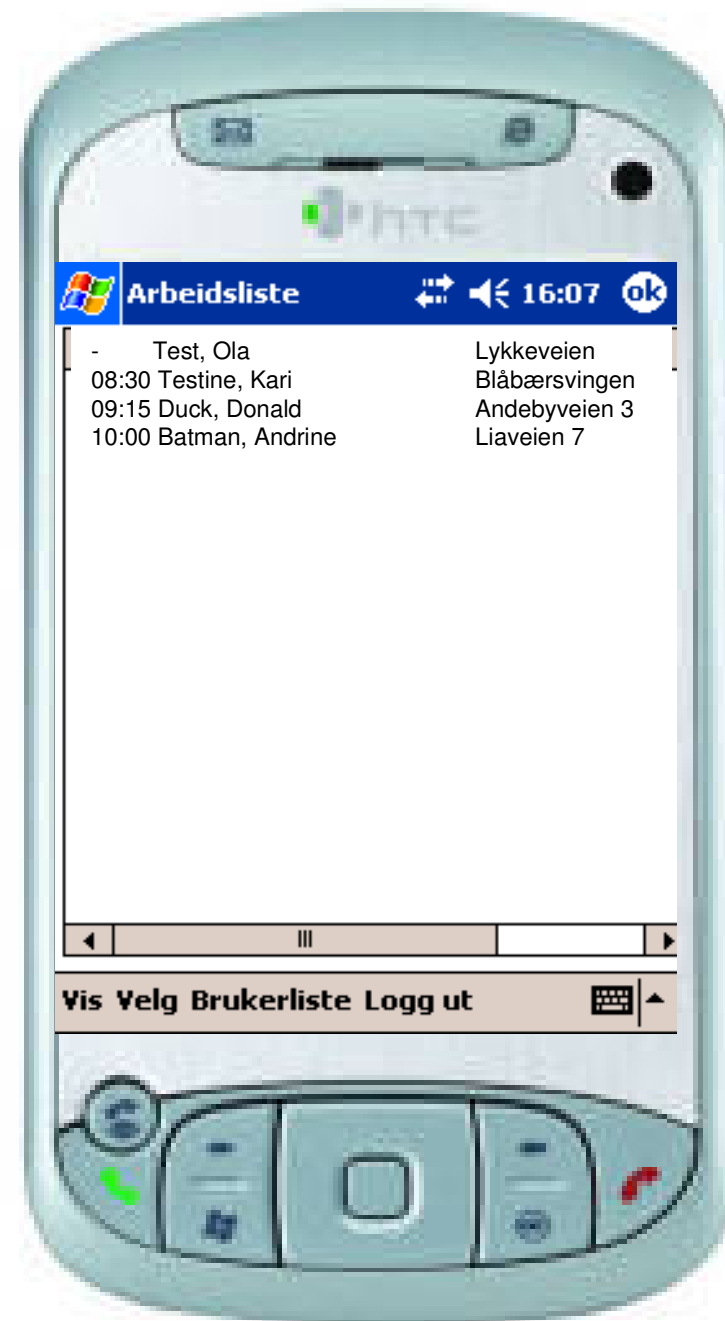 hTC
Arbeidsliste 16:07 ok
- Test, Ola Lykkeveien
08:30 Testine, Kari Blåbærsvingen
09:15 Duck, Donald Andebyveien 3
10:00 Batman, Andrine Liaveien 7
Vis Velg Brukerliste Logg ut